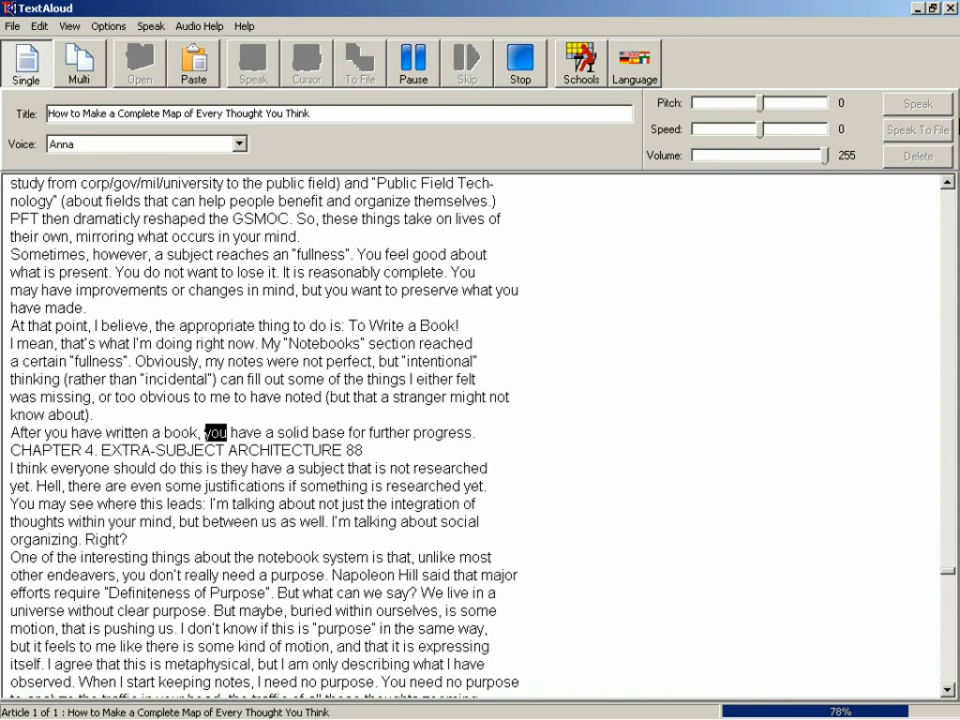 TextAloud
File Edit View Options Speak Audio Help Help
Single Multi Open Paste Speak Cursor To File Pause Skip Stop Schools Language
Title: How to Make a Complete Map of Every Thought You Think
Voice: Anna
Pitch: 0 Speak
Speed: 0 Speak To File
Volume: 255 Delete
study from corp/gov/mil/university to the public field) and "Public Field Tech-
nology" (about fields that can help people benefit and organize themselves.)
PFT then dramaticly reshaped the GSMOC. So, these things take on lives of
their own, mirroring what occurs in your mind.
Sometimes, however, a subject reaches an "fullness". You feel good about
what is present. You do not want to lose it. It is reasonably complete. You
may have improvements or changes in mind, but you want to preserve what you
have made.
At that point, I believe, the appropriate thing to do is: To Write a Book!
I mean, that's what I'm doing right now. My "Notebooks" section reached
a certain "fullness". Obviously, my notes were not perfect, but "intentional"
thinking (rather than "incidental") can fill out some of the things I either felt
was missing, or too obvious to me to have noted (but that a stranger might not
know about).
After you have written a book, you have a solid base for further progress.
CHAPTER 4. EXTRA-SUBJECT ARCHITECTURE 88
I think everyone should do this is they have a subject that is not researched
yet. Hell, there are even some justifications if something is researched yet.
You may see where this leads: I'm talking about not just the integration of
thoughts within your mind, but between us as well. I'm talking about social
organizing. Right?
One of the interesting things about the notebook system is that, unlike most
other endeavers, you don't really need a purpose. Napoleon Hill said that major
efforts require "Definiteness of Purpose". But what can we say? We live in a
universe without clear purpose. But maybe, buried within ourselves, is some
motion, that is pushing us. I don't know if this is "purpose" in the same way,
but it feels to me like there is some kind of motion, and that it is expressing
itself. I agree that this is metaphysical, but I am only describing what I have
observed. When I start keeping notes, I need no purpose. You need no purpose
Article 1 of 1 : How to Make a Complete Map of Every Thought You Think 78%